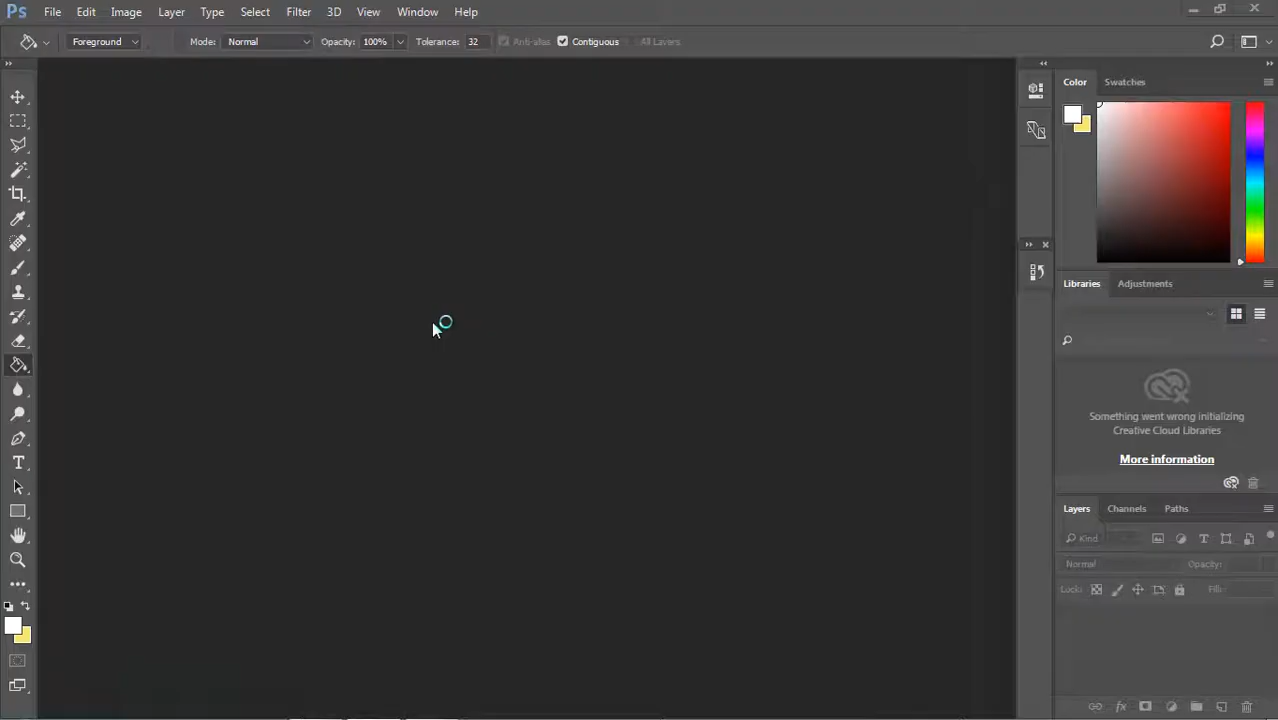 Ps File Edit Image Layer Type Select Filter 3D View Window Help
Foreground Mode: Normal Opacity: 100% Tolerance: 32 Anti-alias Contiguous All Layers
Color Swatches
Libraries Adjustments
Something went wrong initializing
Creative Cloud Libraries
More information
Layers Channels Paths
Kind
Normal Opacity:
Lock: Fill: